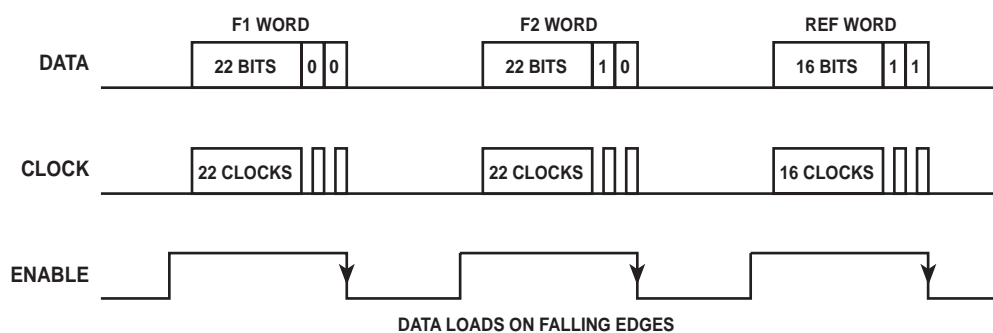 F1 WORD F2 WORD REF WORD
DATA 22 BITS 0 0 22 BITS 1 0 16 BITS 1 1
CLOCK 22 CLOCKS 22 CLOCKS 16 CLOCKS
ENABLE
DATA LOADS ON FALLING EDGES